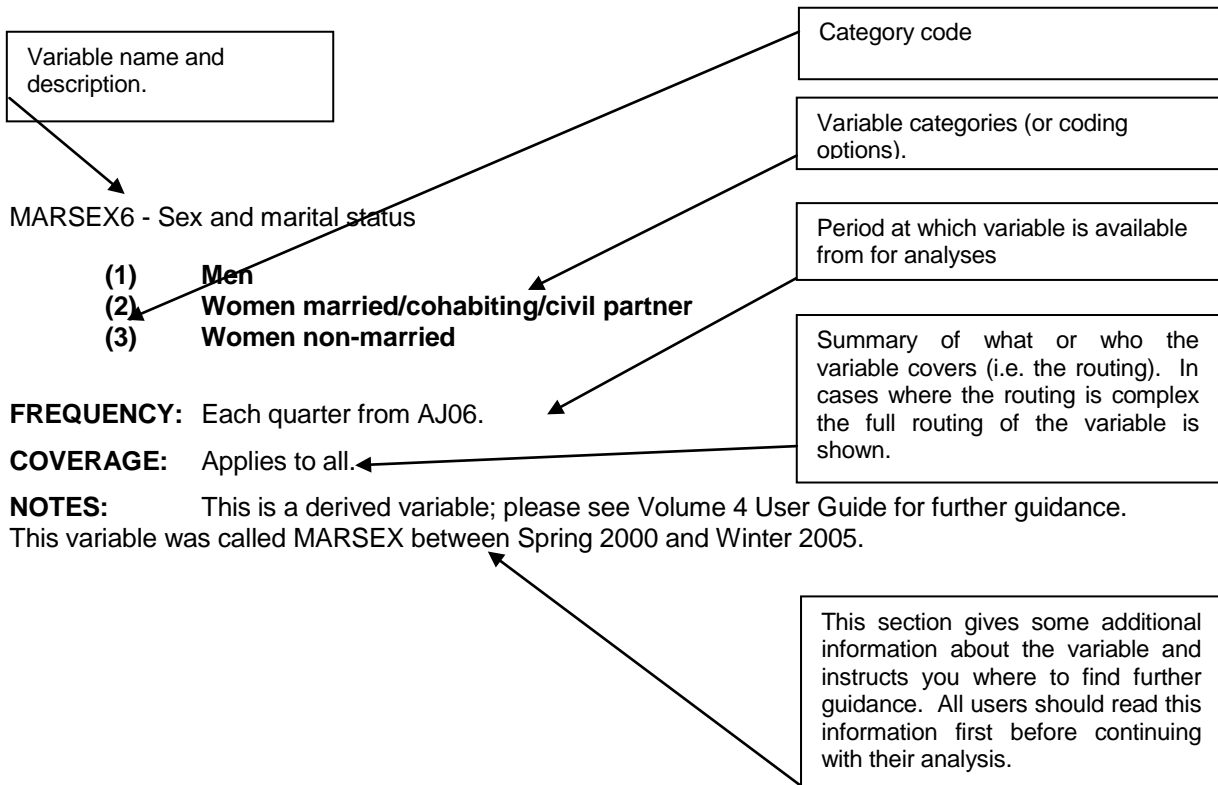 Variable name and
description.
Category code
Variable categories (or coding
options).
MARSEX6 - Sex and marital status
Period at which variable is available
from for analyses
(1) Men
(2) Women married/cohabiting/civil partner
(3) Women non-married
Summary of what or who the
variable covers (i.e. the routing). In
cases where the routing is complex
the full routing of the variable is
shown.
FREQUENCY: Each quarter from AJ06.
COVERAGE: Applies to all.
NOTES: This is a derived variable; please see Volume 4 User Guide for further guidance.
This variable was called MARSEX between Spring 2000 and Winter 2005.
This section gives some additional
information about the variable and
instructs you where to find further
guidance. All users should read this
information first before continuing
with their analysis.